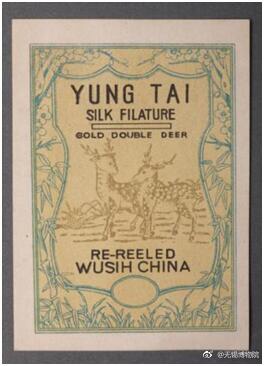 YUNG TAI
SILK FILATURE
GOLD DOUBLE DEER
RE-REELED
WUSIH CHINA
@无锡博物院